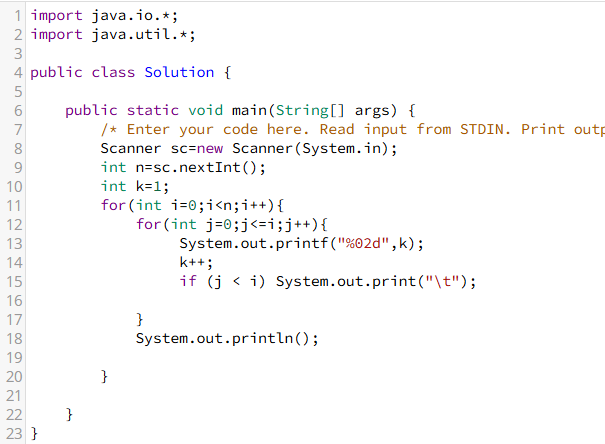 1 import java.io.*;
2 import java.util.*;
3
4 public class Solution {
5
6     public static void main(String[] args) {
7         /* Enter your code here. Read input from STDIN. Print outp
8         Scanner sc=new Scanner(System.in);
9         int n=sc.nextInt();
10         int k=1;
11         for(int i=0;i<n;i++){
12             for(int j=0;j<=i;j++){
13                  System.out.printf("%02d",k);
14                  k++;
15                  if (j < i) System.out.print("\t");
16
17             }
18             System.out.println();
19
20         }
21
22     }
23 }